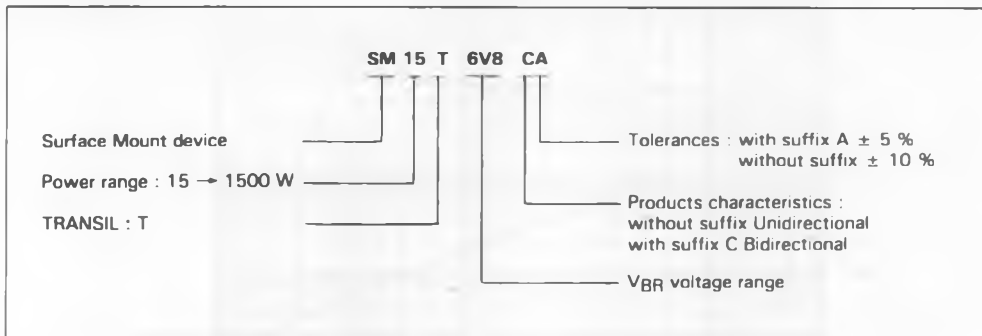 SM 15 T 6V8 CA
Surface Mount device
Tolerances : with suffix A ± 5 %
without suffix ± 10 %
Power range : 15 → 1500 W
Products characteristics :
without suffix Unidirectional
with suffix C Bidirectional
TRANSIL : T
VBR voltage range